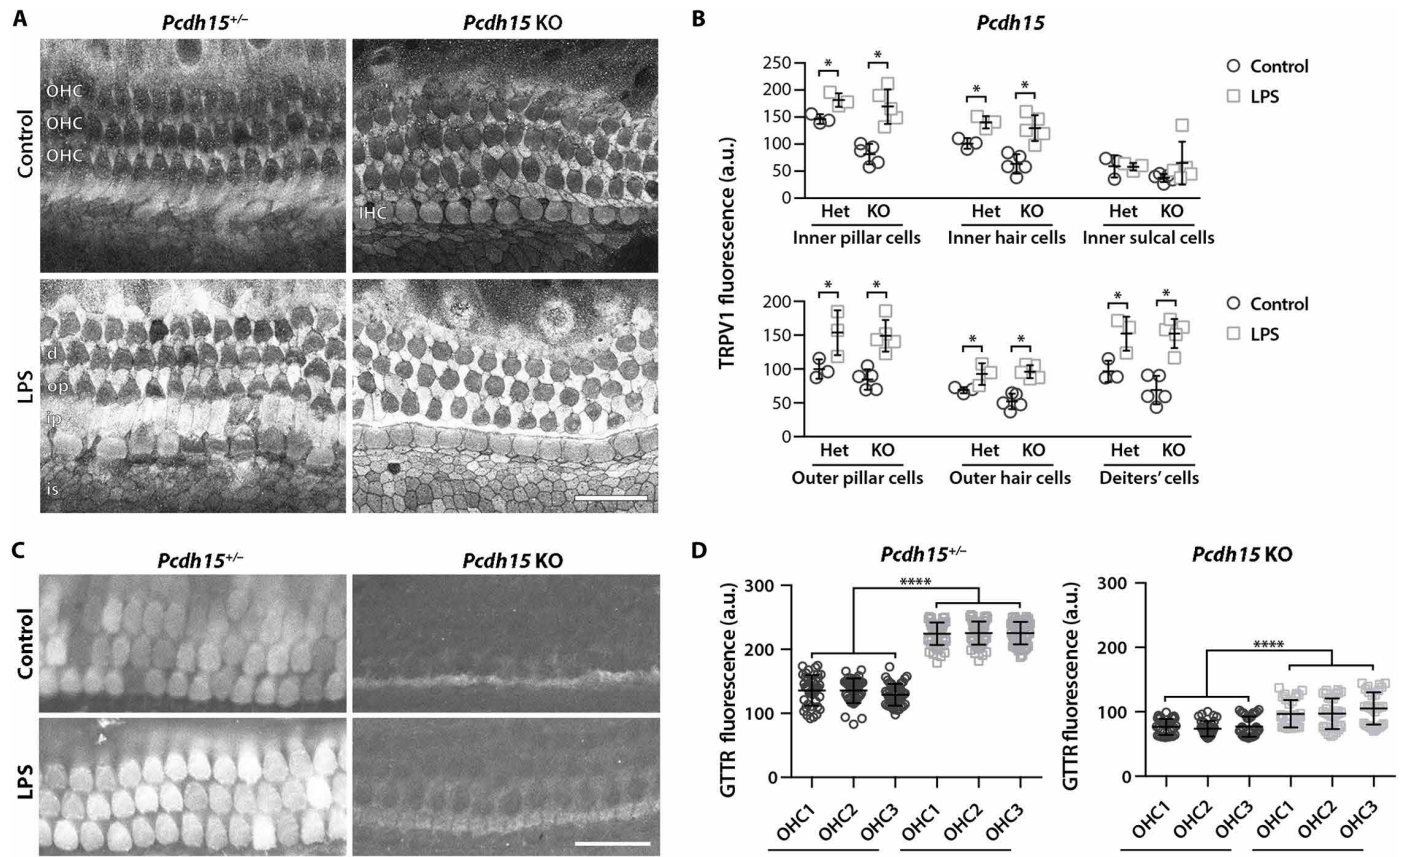 A
Pcdh15+/–
Pcdh15 KO
Control
OHC
OHC
OHC
IHC
LPS
d
op
ip
is
B
Pcdh15
TRPV1 fluorescence (a.u.)
250
200
150
100
50
0
*
*
*
*
Control
LPS
Het
KO
Het
KO
Het
KO
Inner pillar cells
Inner hair cells
Inner sulcal cells
200
150
100
50
0
*
*
*
*
*
*
Control
LPS
Het
KO
Het
KO
Het
KO
Outer pillar cells
Outer hair cells
Deiters’ cells
C
Pcdh15+/–
Pcdh15 KO
Control
LPS
D
Pcdh15+/–
GTTR fluorescence (a.u.)
300
200
100
0
****
OHC1
OHC2
OHC3
OHC1
OHC2
OHC3
Pcdh15 KO
GTTR fluorescence (a.u.)
300
200
100
0
****
OHC1
OHC2
OHC3
OHC1
OHC2
OHC3